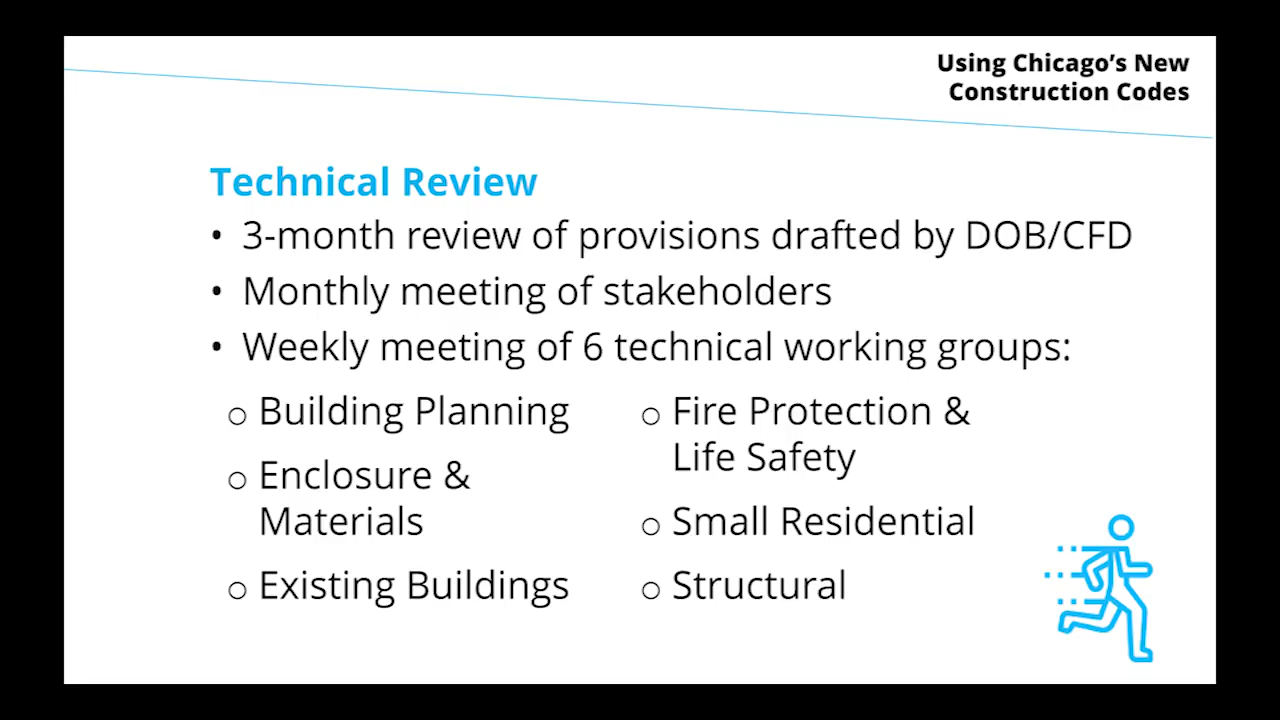 Using Chicago’s New
Construction Codes
Technical Review
• 3-month review of provisions drafted by DOB/CFD
• Monthly meeting of stakeholders
• Weekly meeting of 6 technical working groups:
o Building Planning
o Enclosure &
Materials
o Existing Buildings
o Fire Protection &
Life Safety
o Small Residential
o Structural